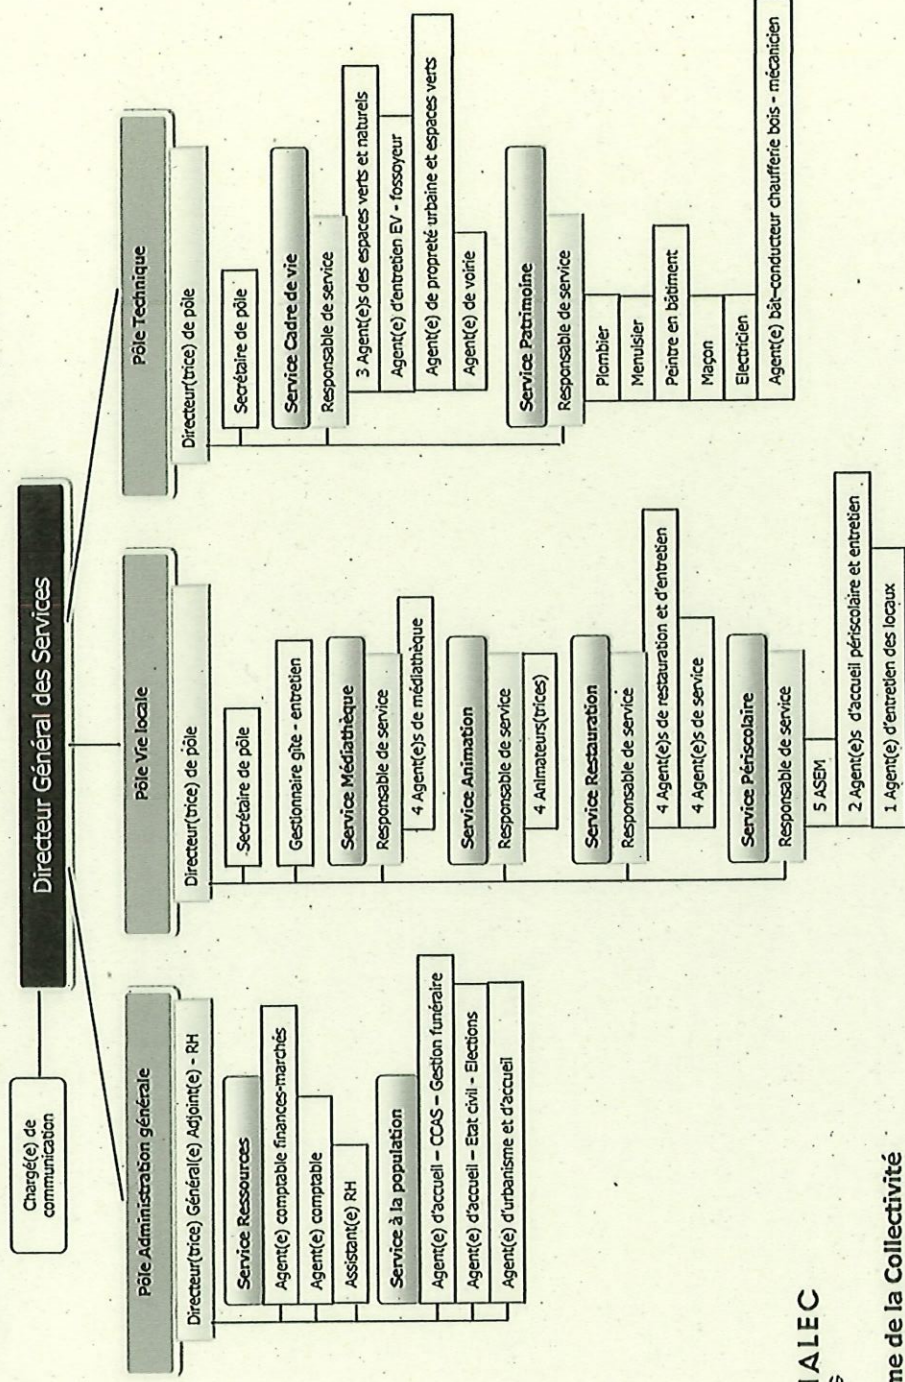 Directeur Général des Services
Chargé(e) de
communication
Pôle Administration générale
Directeur(trice) Général(e) Adjoint(e) - RH
Service Ressources
Agent(e) comptable finances-marchés
Agent(e) comptable
Assistant(e) RH
Service à la population
Agent(e) d'accueil – CCAS – Gestion funéraire
Agent(e) d'accueil – Etat civil - Elections
Agent(e) d'urbanisme et d'accueil
Pôle Vie locale
Directeur(trice) de pôle
Secrétaire de pôle
Gestionnaire gîte - entretien
Service Médiathèque
Responsable de service
4 Agent(e)s de médiathèque
Service Animation
Responsable de service
4 Animateurs(trices)
Service Restauration
Responsable de service
4 Agent(e)s de restauration et d'entretien
4 Agent(e)s de service
Service Périscolaire
Responsable de service
5 ASEM
2 Agent(e)s d'accueil périscolaire et entretien
1 Agent(e) d'entretien des locaux
Pôle Technique
Directeur(trice) de pôle
Secrétaire de pôle
Service Cadre de vie
Responsable de service
3 Agent(e)s des espaces verts et naturels
Agent(e) d'entretien EV - fossoyeur
Agent(e) de propreté urbaine et espaces verts
Agent(e) de voirie
Service Patrimoine
Responsable de service
Plombier
Menuisier
Peintre en bâtiment
Maçon
Electricien
Agent(e) bât–conducteur chaufferie bois - mécanicien
IALEC
me de la Collectivité